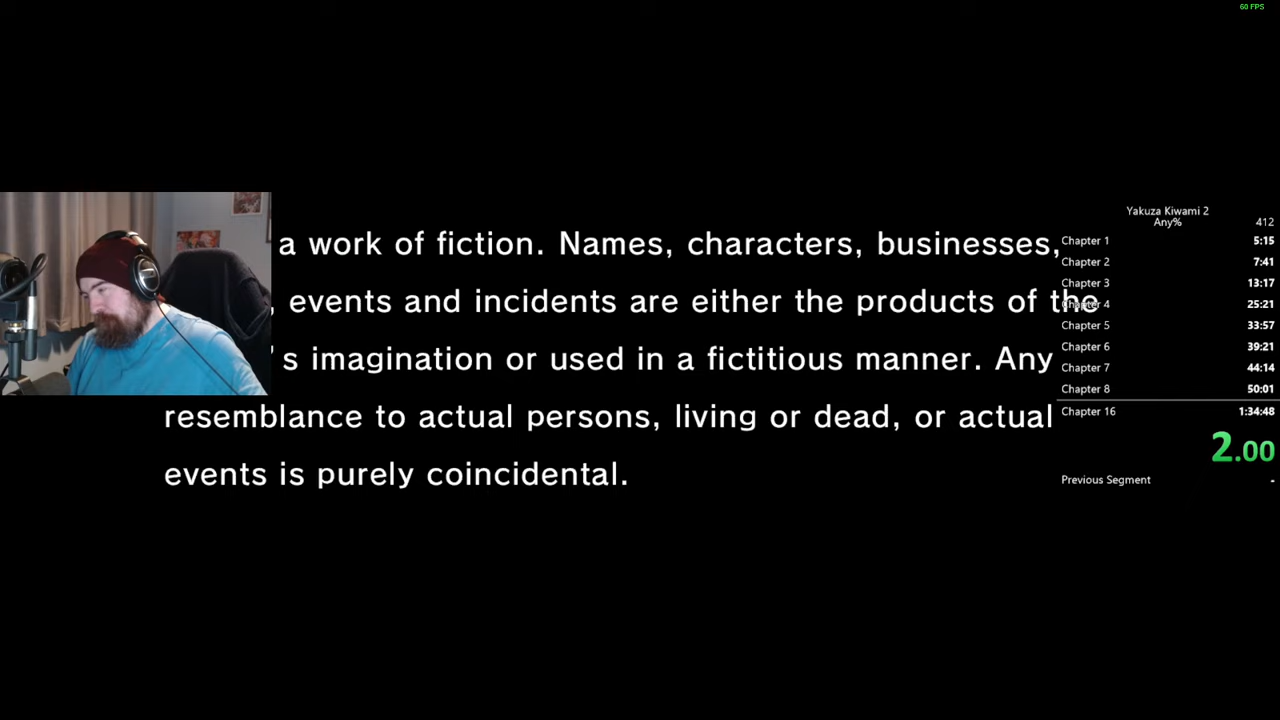 60 FPS
a work of fiction. Names, characters, businesses,
, events and incidents are either the products of the
's imagination or used in a fictitious manner. Any
resemblance to actual persons, living or dead, or actual
events is purely coincidental.
Yakuza Kiwami 2
Any% 412
Chapter 1 5:15
Chapter 2 7:41
Chapter 3 13:17
Chapter 4 25:21
Chapter 5 33:57
Chapter 6 39:21
Chapter 7 44:14
Chapter 8 50:01
Chapter 16 1:34:48
2.00
Previous Segment -